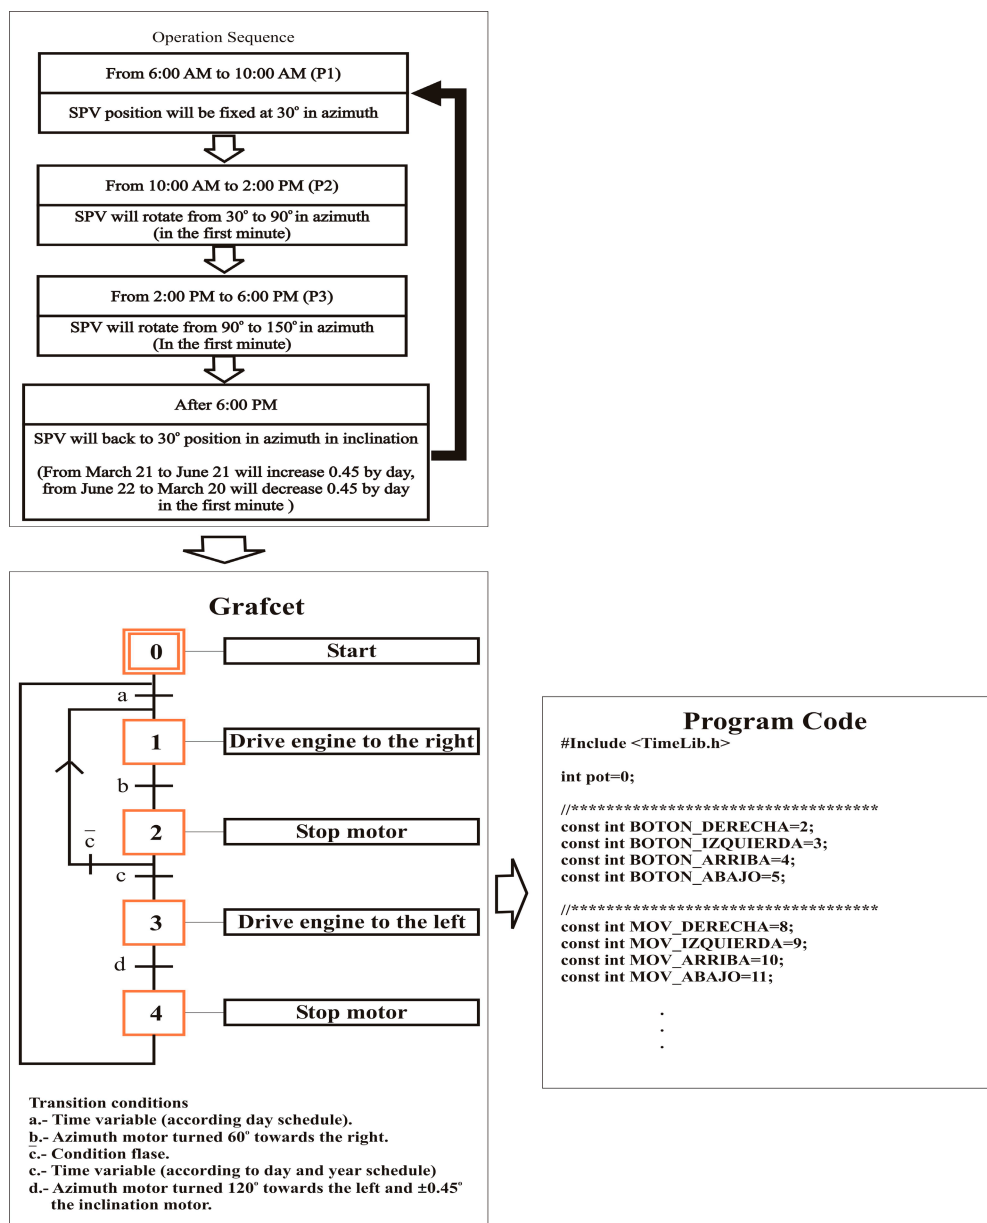 Operation Sequence
From 6:00 AM to 10:00 AM (P1)
SPV position will be fixed at 30° in azimuth
From 10:00 AM to 2:00 PM (P2)
SPV will rotate from 30° to 90° in azimuth
(in the first minute)
From 2:00 PM to 6:00 PM (P3)
SPV will rotate from 90° to 150° in azimuth
(In the first minute)
After 6:00 PM
SPV will back to 30° position in azimuth in inclination
(From March 21 to June 21 will increase 0.45 by day,
from June 22 to March 20 will decrease 0.45 by day
in the first minute )
Grafcet
0
Start
a
1
Drive engine to the right
b
2
Stop motor
c̅
c
3
Drive engine to the left
d
4
Stop motor
Transition conditions
a.- Time variable (according day schedule).
b.- Azimuth motor turned 60° towards the right.
c̅.- Condition flase.
c.- Time variable (according to day and year schedule)
d.- Azimuth motor turned 120° towards the left and ±0.45°
the inclination motor.
Program Code
#Include <TimeLib.h>
int pot=0;
//***********************************
const int BOTON_DERECHA=2;
const int BOTON_IZQUIERDA=3;
const int BOTON_ARRIBA=4;
const int BOTON_ABAJO=5;
//***********************************
const int MOV_DERECHA=8;
const int MOV_IZQUIERDA=9;
const int MOV_ARRIBA=10;
const int MOV_ABAJO=11;
.
.
.